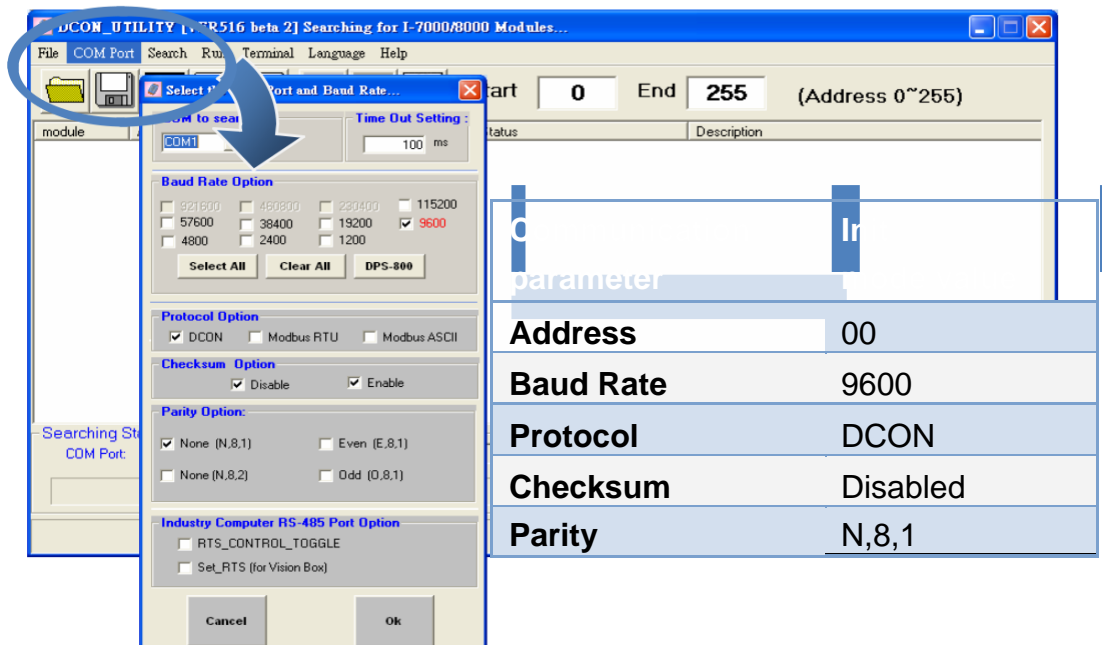 DCON_UTILITY [VER516 beta 2] Searching for I-7000/8000 Modules...
File COM Port Search Run Terminal Language Help
Start 0 End 255 (Address 0~255)
Select the Port and Baud Rate...
module Status Description
COM to search Time Out Setting :
COM1 100 ms
Baud Rate Option
921600 460800 230400 115200
57600 38400 19200 9600
4800 2400 1200
Select All Clear All DPS-800
Protocol Option
DCON Modbus RTU Modbus ASCII
Checksum Option
Disable Enable
Parity Option:
None (N,8,1) Even (E,8,1)
None (N,8,2) Odd (O,8,1)
Industry Computer RS-485 Port Option
RTS_CONTROL_TOGGLE
Set_RTS (for Vision Box)
Cancel Ok
Searching
COM Port:
parameter
Address 00
Baud Rate 9600
Protocol DCON
Checksum Disabled
Parity N,8,1